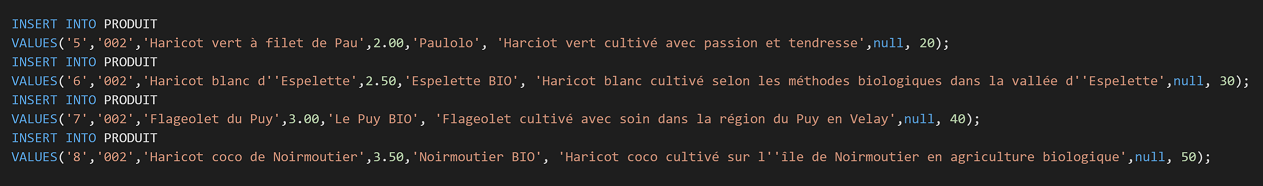 INSERT INTO PRODUIT
VALUES('5','002','Haricot vert à filet de Pau',2.00,'Paulolo', 'Harciot vert cultivé avec passion et tendresse',null, 20);
INSERT INTO PRODUIT
VALUES('6','002','Haricot blanc d''Espelette',2.50,'Espelette BIO', 'Haricot blanc cultivé selon les méthodes biologiques dans la vallée d''Espelette',null, 30);
INSERT INTO PRODUIT
VALUES('7','002','Flageolet du Puy',3.00,'Le Puy BIO', 'Flageolet cultivé avec soin dans la région du Puy en Velay',null, 40);
INSERT INTO PRODUIT
VALUES('8','002','Haricot coco de Noirmoutier',3.50,'Noirmoutier BIO', 'Haricot coco cultivé sur l''île de Noirmoutier en agriculture biologique',null, 50);